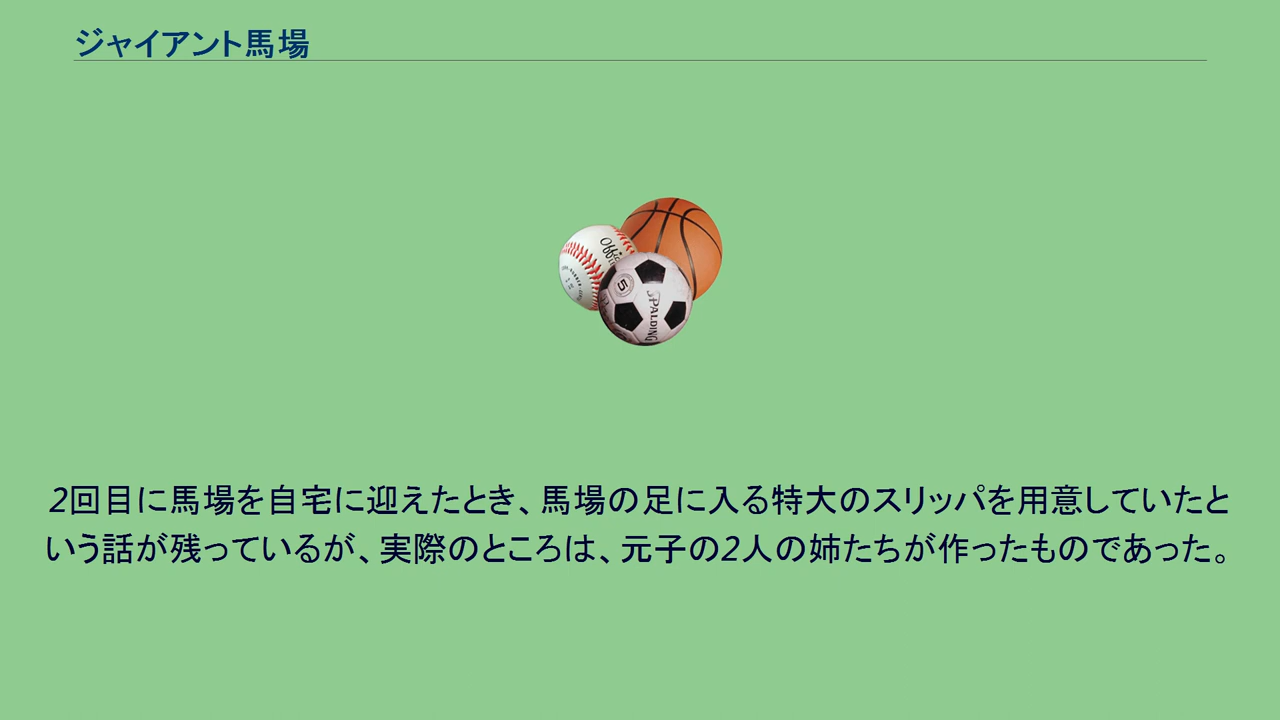 ジャイアント馬場
5
SPALDING
2回目に馬場を自宅に迎えたとき、馬場の足に入る特大のスリッパを用意していたと
いう話が残っているが、実際のところは、元子の2人の姉たちが作ったものであった。